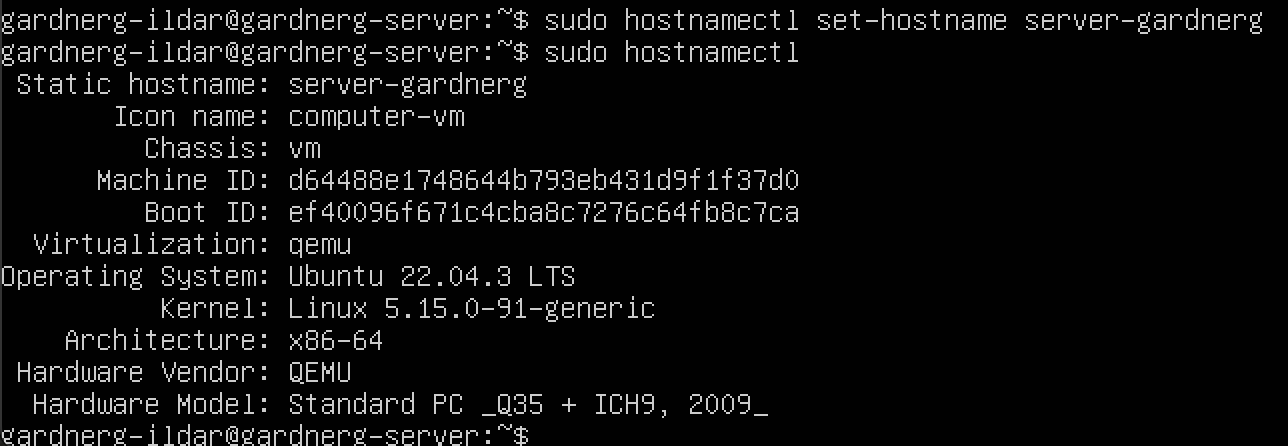 gardnerg-ildar@gardnerg-server:~$ sudo hostnamectl set-hostname server-gardnerg
gardnerg-ildar@gardnerg-server:~$ sudo hostnamectl
Static hostname: server-gardnerg
Icon name: computer-vm
Chassis: vm
Machine ID: d64488e1748644b793eb431d9f1f37d0
Boot ID: ef40096f671c4cba8c7276c64fb8c7ca
Virtualization: qemu
Operating System: Ubuntu 22.04.3 LTS
Kernel: Linux 5.15.0-91-generic
Architecture: x86-64
Hardware Vendor: QEMU
Hardware Model: Standard PC _Q35 + ICH9, 2009_
gardnerg-ildar@gardnerg-server:~$